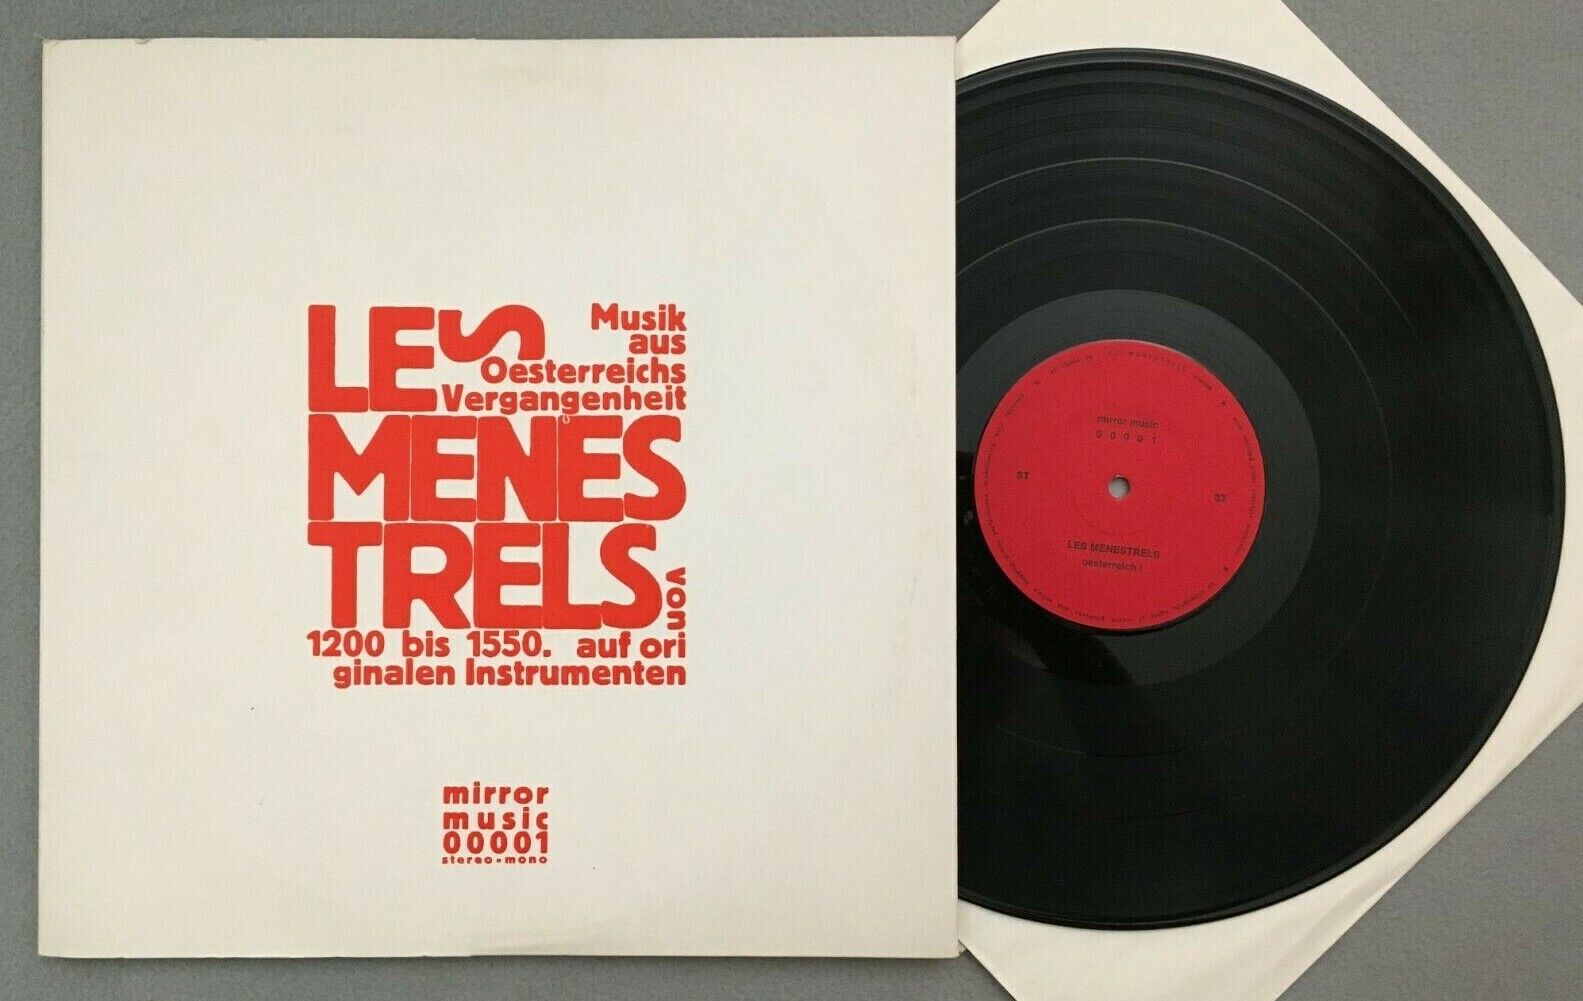 LES
Musik
aus
Oesterreichs
Vergangenheit
MENES
TRELS
von
1200 bis 1550. auf ori
ginalen Instrumenten
mirror
music
00001
stereo-mono
mirror music
00001
ST
33
LES MENESTRELS
oesterreich I